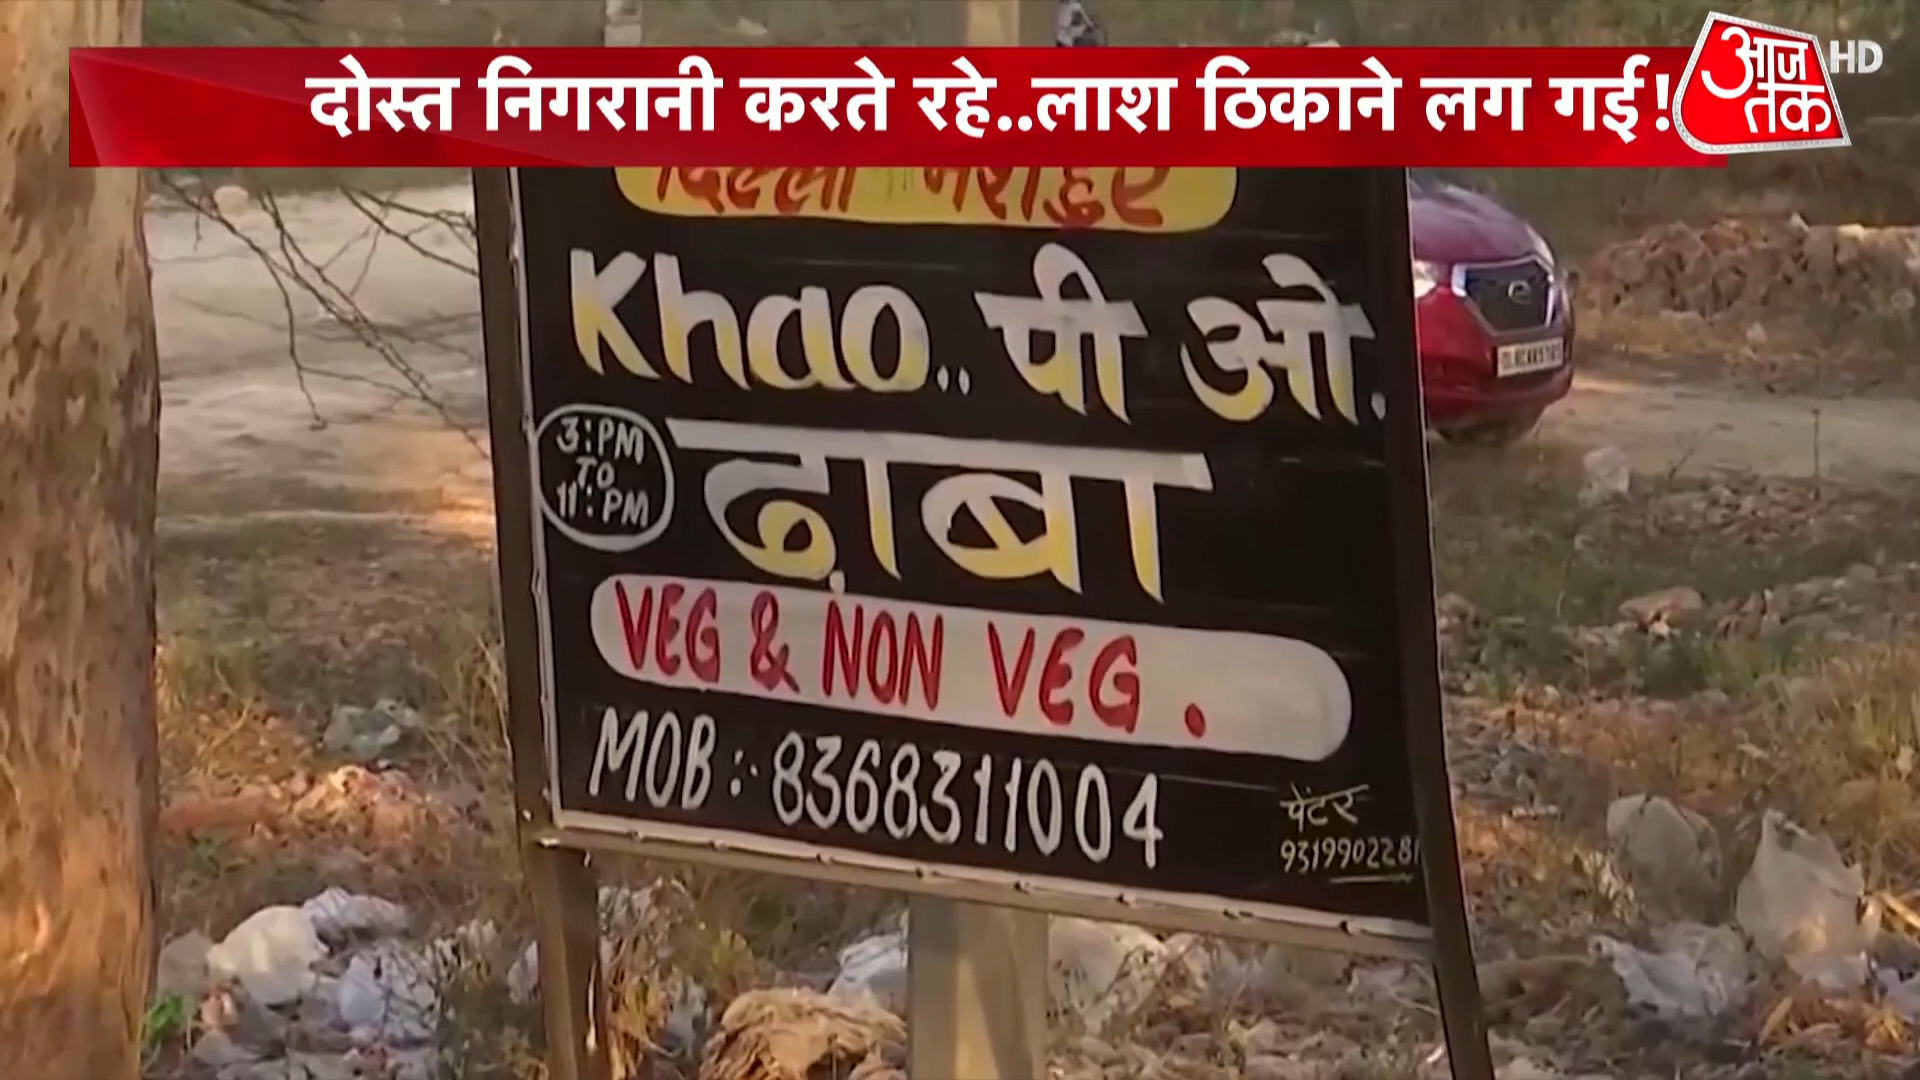 दोस्त निगरानी करते रहे..लाश ठिकाने लग गई!
आज तक HD
दिल्ली
Khao.. पी ओ.
3:PM
TO
11:PM
ढाबा
VEG & NON VEG.
MOB:- 8368311004
पेंटर
9319902281